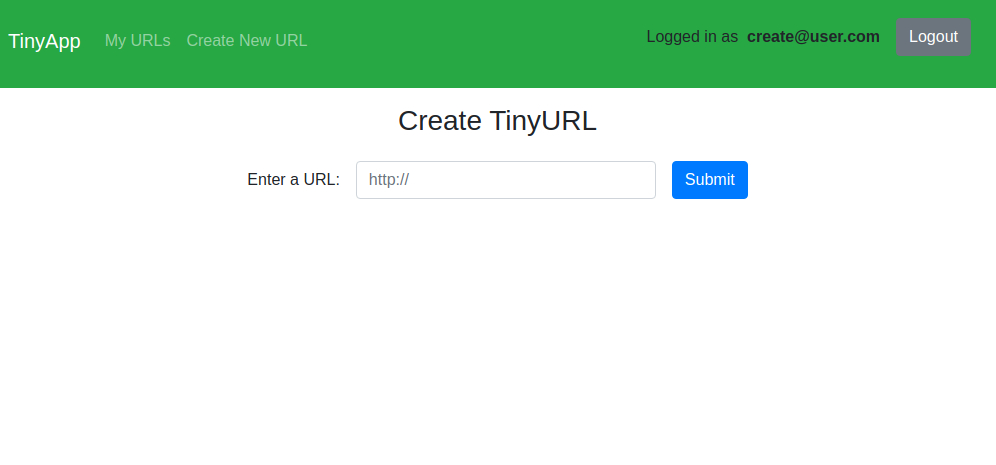 TinyApp My URLs Create New URL Logged in as create@user.com Logout
Create TinyURL
Enter a URL: http:// Submit